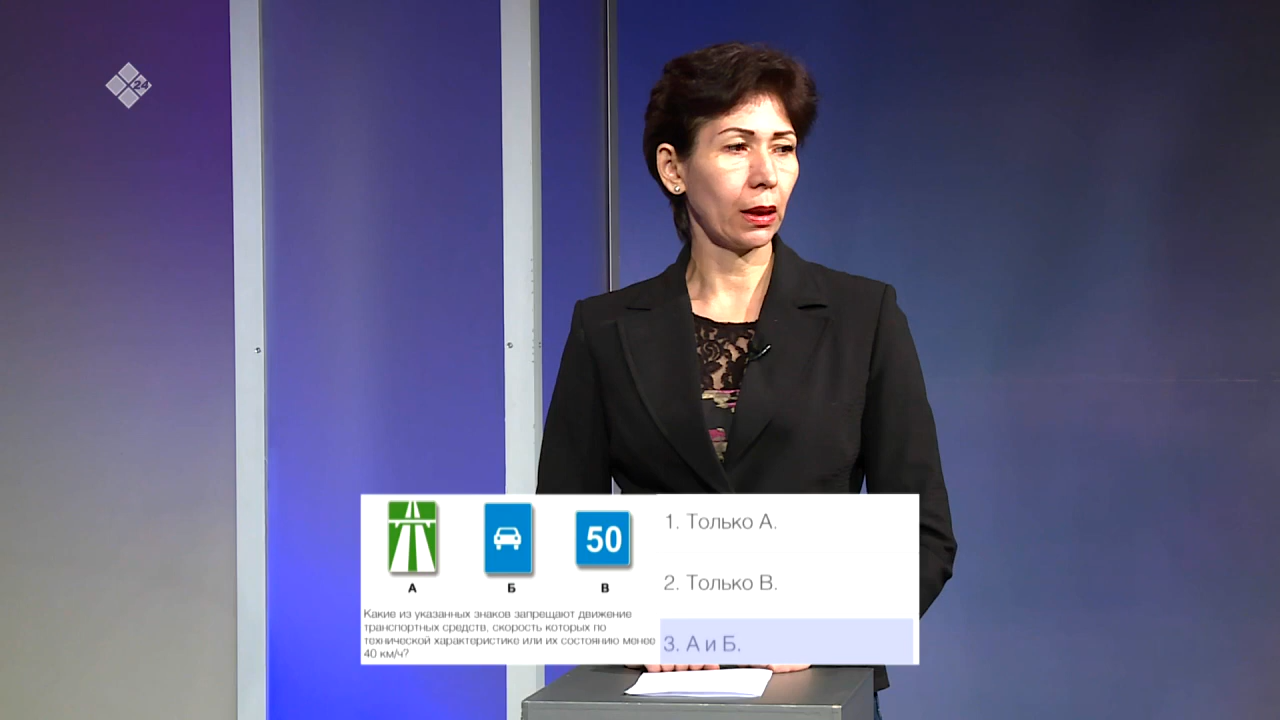 X24
50
А
Б
В
Какие из указанных знаков запрещают движение
транспортных средств, скорость которых по
технической характеристике или их состоянию менее
40 км/ч?
1. Только А.
2. Только В.
3. А и Б.